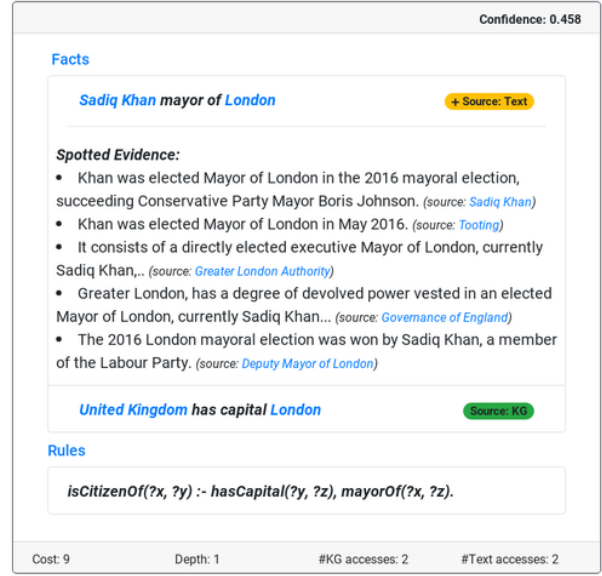 Confidence: 0.458
Facts
Sadiq Khan mayor of London
+ Source: Text
Spotted Evidence:
• Khan was elected Mayor of London in the 2016 mayoral election,
succeeding Conservative Party Mayor Boris Johnson. (source: Sadiq Khan)
• Khan was elected Mayor of London in May 2016. (source: Tooting)
• It consists of a directly elected executive Mayor of London, currently
Sadiq Khan,.. (source: Greater London Authority)
• Greater London, has a degree of devolved power vested in an elected
Mayor of London, currently Sadiq Khan... (source: Governance of England)
• The 2016 London mayoral election was won by Sadiq Khan, a member
of the Labour Party. (source: Deputy Mayor of London)
United Kingdom has capital London
Source: KG
Rules
isCitizenOf(?x, ?y) :- hasCapital(?y, ?z), mayorOf(?x, ?z).
Cost: 9 Depth: 1 #KG accesses: 2 #Text accesses: 2